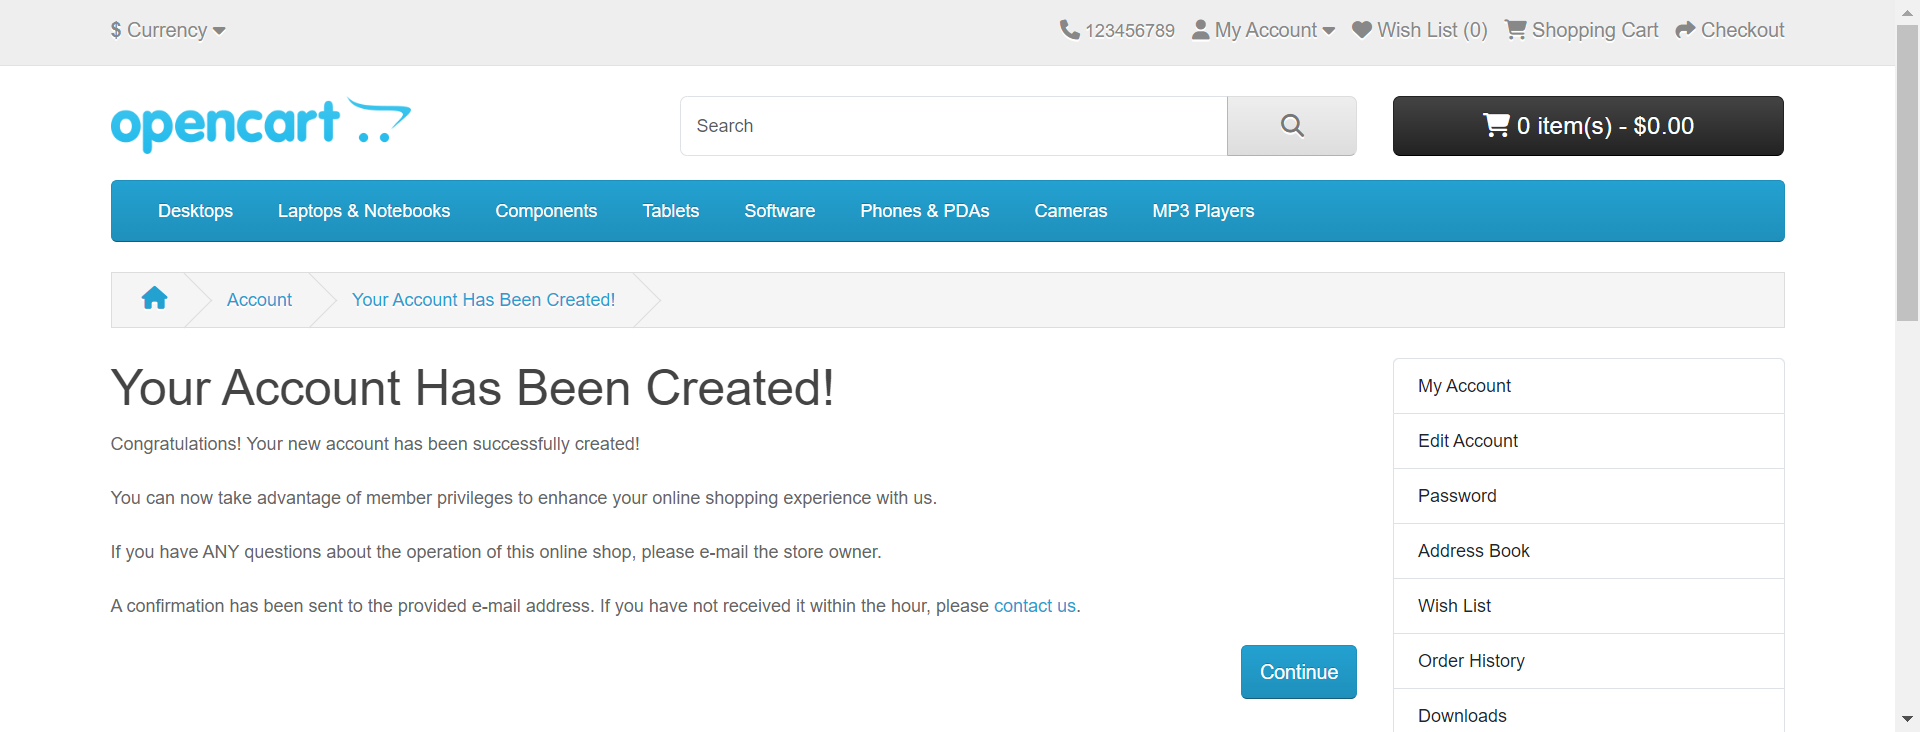 $ Currency
123456789 My Account Wish List (0) Shopping Cart Checkout
opencart
Search
0 item(s) - $0.00
Desktops Laptops & Notebooks Components Tablets Software Phones & PDAs Cameras MP3 Players
Account Your Account Has Been Created!
Your Account Has Been Created!
Congratulations! Your new account has been successfully created!
You can now take advantage of member privileges to enhance your online shopping experience with us.
If you have ANY questions about the operation of this online shop, please e-mail the store owner.
A confirmation has been sent to the provided e-mail address. If you have not received it within the hour, please contact us.
Continue
My Account
Edit Account
Password
Address Book
Wish List
Order History
Downloads